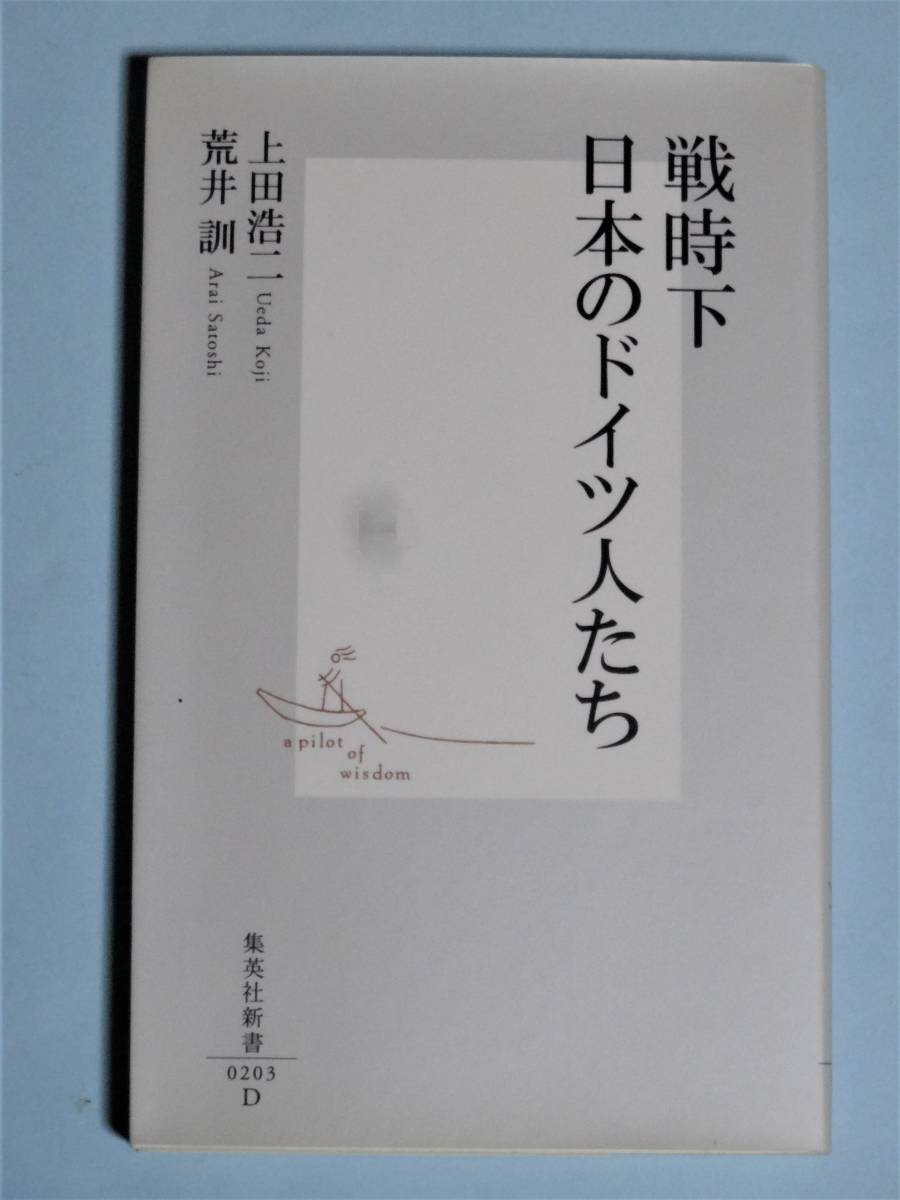 戦時下
日本のドイツ人たち
上田浩二 Ueda Koji
荒井 訓 Arai Satoshi
a pilot
of
wisdom
集英社新書
0203
D